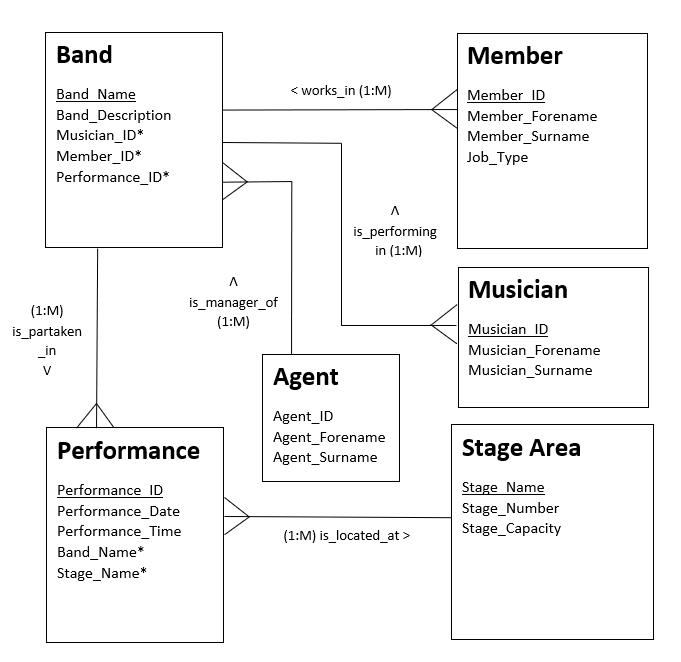 Band
Band_Name
Band_Description
Musician_ID*
Member_ID*
Performance_ID*
< works_in (1:M)
Member
Member_ID
Member_Forename
Member_Surname
Job_Type
Λ
is_performing
in (1:M)
Λ
is_manager_of
(1:M)
(1:M)
is_partaken
_in
V
Musician
Musician_ID
Musician_Forename
Musician_Surname
Agent
Agent_ID
Agent_Forename
Agent_Surname
Performance
Performance_ID
Performance_Date
Performance_Time
Band_Name*
Stage_Name*
(1:M) is_located_at >
Stage Area
Stage_Name
Stage_Number
Stage_Capacity